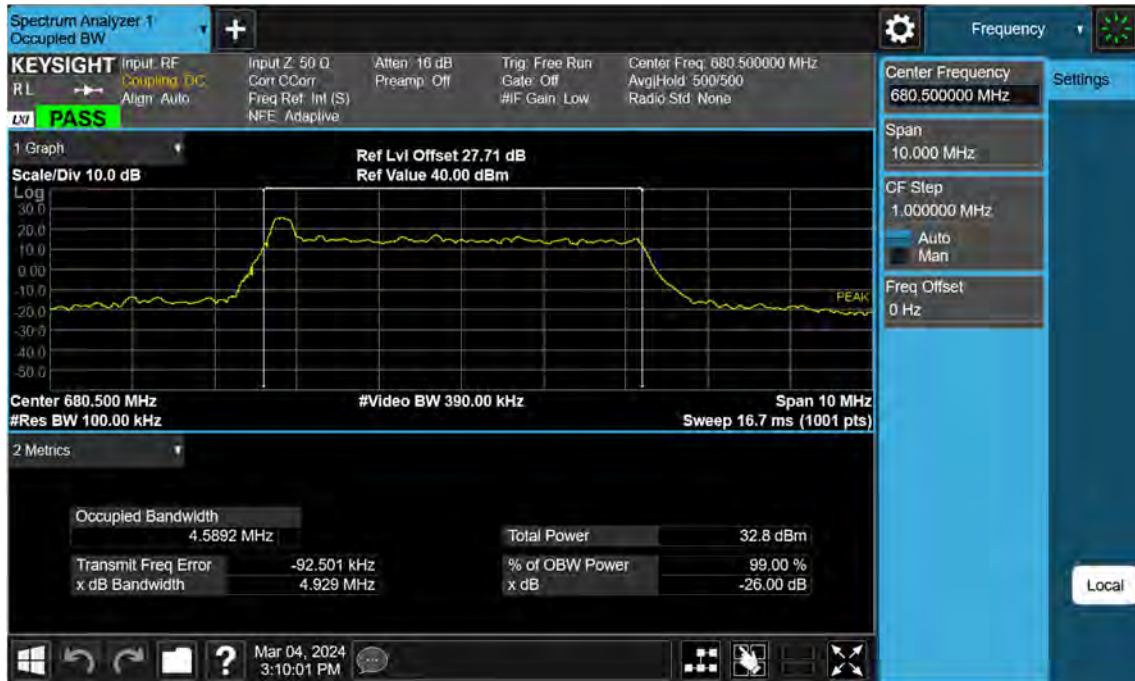 Spectrum Analyzer 1
Occupied BW
Frequency
KEYSIGHT
R L
LXI
PASS
Input: RF
Coupling: DC
Align: Auto
Input Z: 50 Ω
Corr CCorr
Freq Ref: Int (S)
NFE: Adaptive
Atten: 16 dB
Preamp: Off
Trig: Free Run
Gate: Off
#IF Gain: Low
Center Freq: 680.500000 MHz
Avg|Hold: 500/500
Radio Std: None
1 Graph
Scale/Div 10.0 dB
Ref Lvl Offset 27.71 dB
Ref Value 40.00 dBm
Log
30.0
20.0
10.0
0.00
-10.0
-20.0
-30.0
-40.0
-50.0
PEAK
Center 680.500 MHz
#Video BW 390.00 kHz
Span 10 MHz
#Res BW 100.00 kHz
Sweep 16.7 ms (1001 pts)
2 Metrics
Occupied Bandwidth
4.5892 MHz
Total Power 32.8 dBm
Transmit Freq Error -92.501 kHz
% of OBW Power 99.00 %
x dB Bandwidth 4.929 MHz
x dB -26.00 dB
Center Frequency
680.500000 MHz
Span
10.000 MHz
CF Step
1.000000 MHz
Auto
Man
Freq Offset
0 Hz
Settings
Local
?
Mar 04, 2024
3:10:01 PM